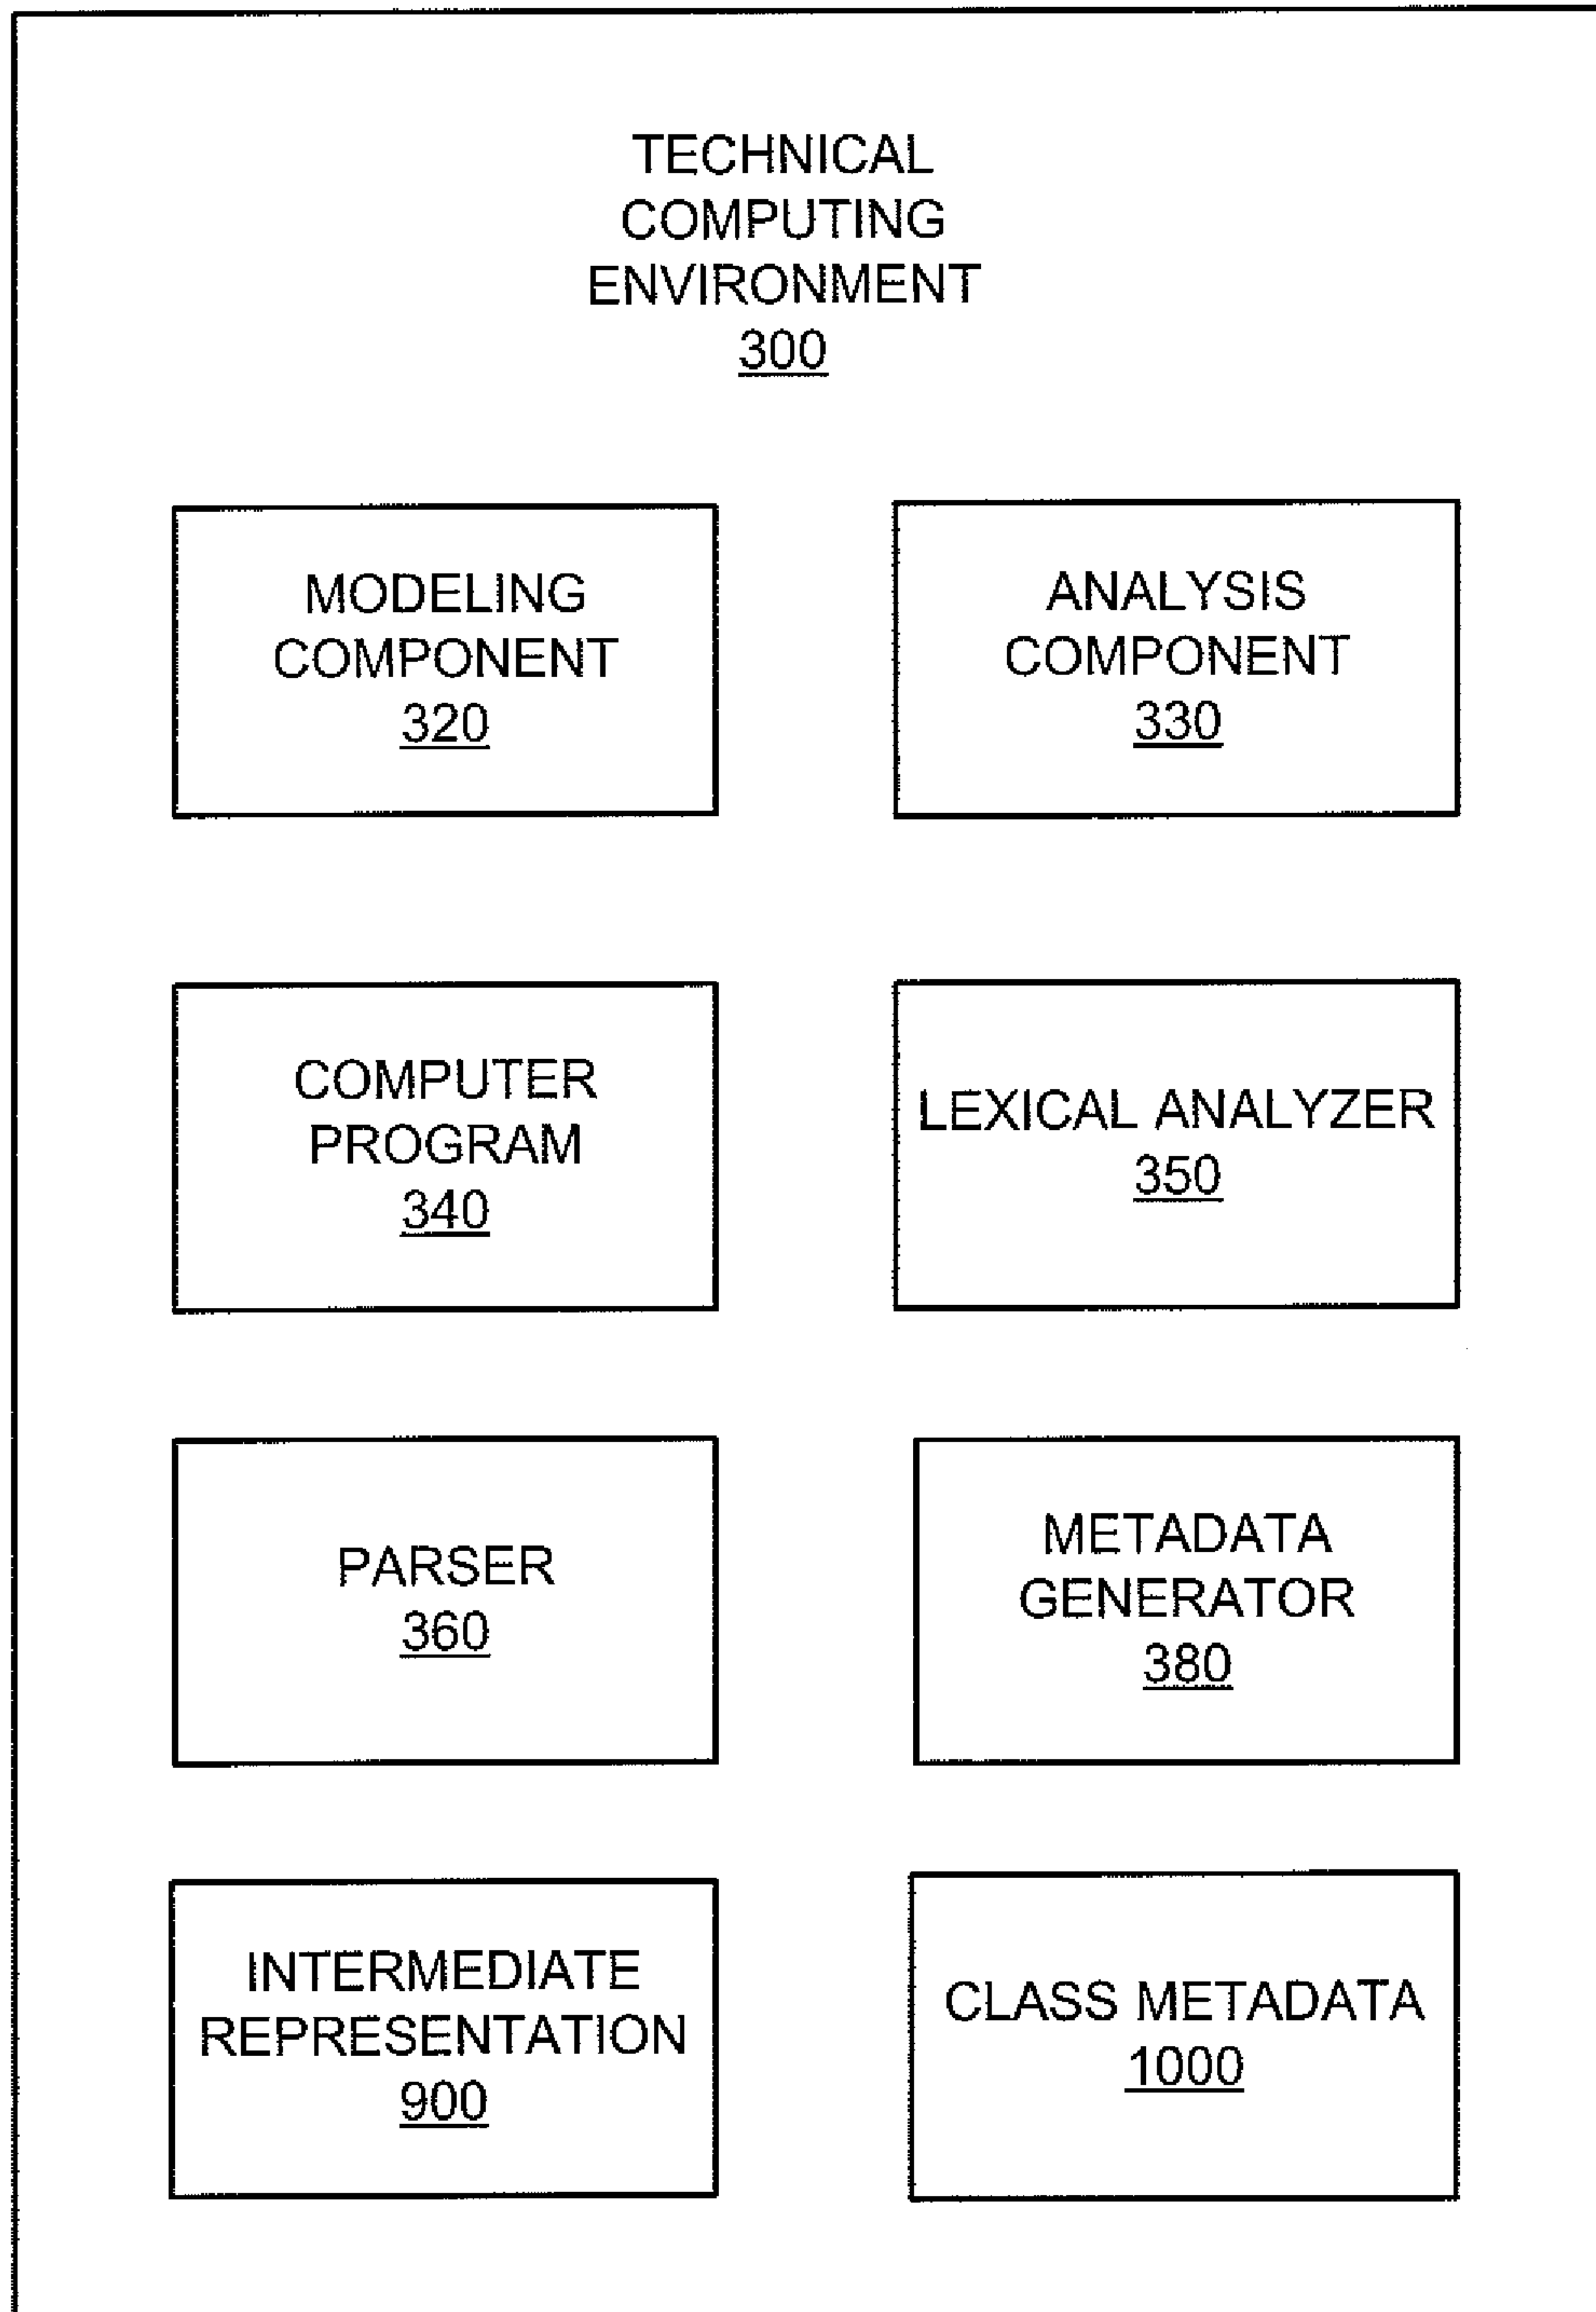 TECHNICAL
COMPUTING
ENVIRONMENT
300
MODELING
COMPONENT
320
ANALYSIS
COMPONENT
330
COMPUTER
PROGRAM
340
LEXICAL ANALYZER
350
PARSER
360
METADATA
GENERATOR
380
INTERMEDIATE
REPRESENTATION
900
CLASS METADATA
1000